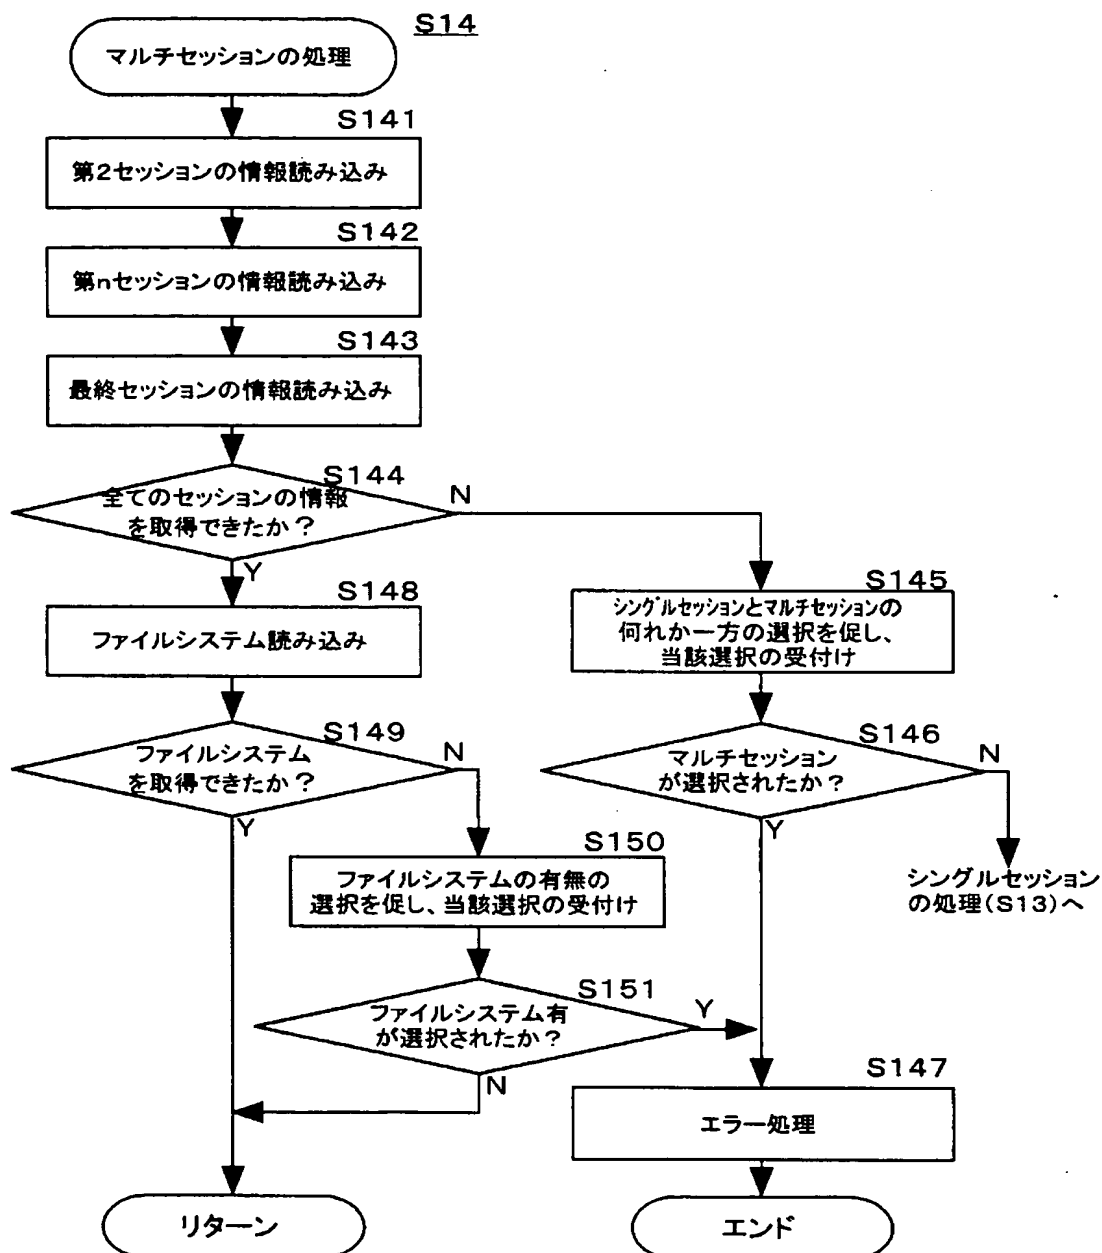 S14
マルチセッションの処理
S141
第2セッションの情報読み込み
S142
第nセッションの情報読み込み
S143
最終セッションの情報読み込み
S144
全てのセッションの情報
を取得できたか？
N
Y
S148
ファイルシステム読み込み
S145
シングルセッションとマルチセッションの
何れか一方の選択を促し、
当該選択の受付け
S149
ファイルシステム
を取得できたか？
N
Y
S146
マルチセッション
が選択されたか？
N
Y
シングルセッション
の処理(S13)へ
S150
ファイルシステムの有無の
選択を促し、当該選択の受付け
S151
ファイルシステム有
が選択されたか？
Y
N
S147
エラー処理
リターン
エンド